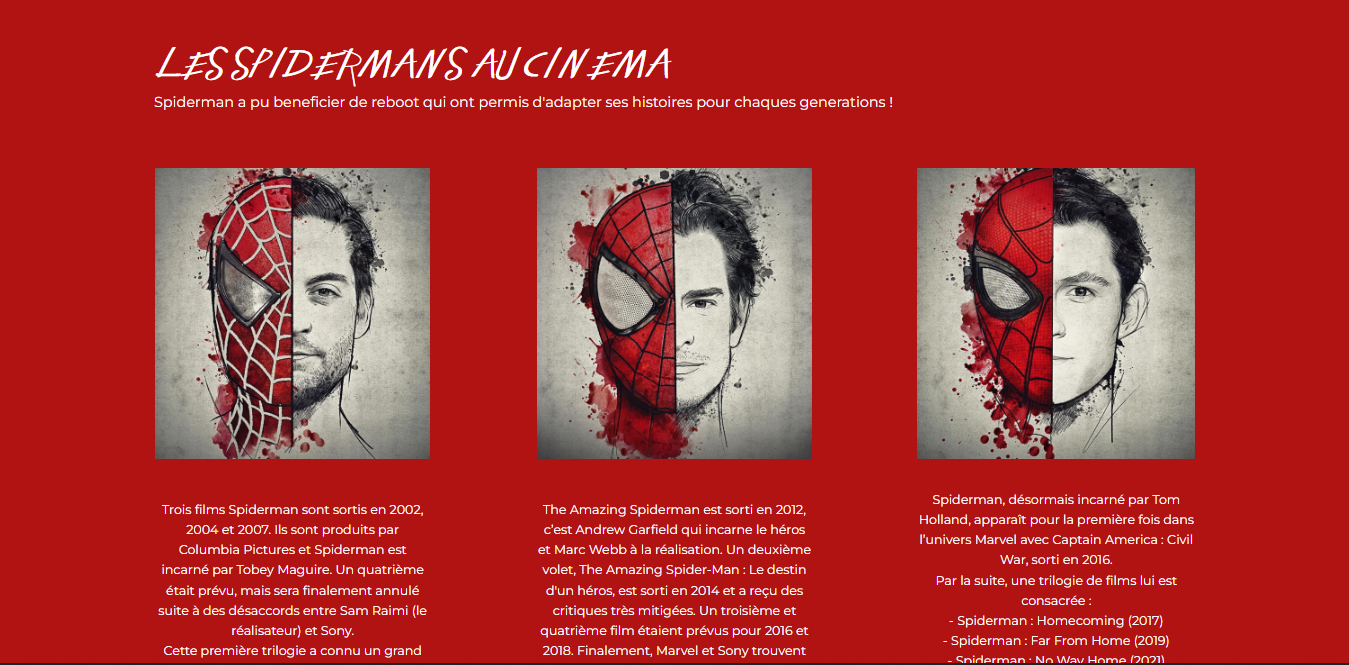 LES SPIDERMANS AU CINEMA
Spiderman a pu beneficier de reboot qui ont permis d'adapter ses histoires pour chaques generations !
Trois films Spiderman sont sortis en 2002,
2004 et 2007. Ils sont produits par
Columbia Pictures et Spiderman est
incarné par Tobey Maguire. Un quatrième
était prévu, mais sera finalement annulé
suite à des désaccords entre Sam Raimi (le
réalisateur) et Sony.
Cette première trilogie a connu un grand
The Amazing Spiderman est sorti en 2012,
c'est Andrew Garfield qui incarne le héros
et Marc Webb à la réalisation. Un deuxième
volet, The Amazing Spider-Man : Le destin
d'un héros, est sorti en 2014 et a reçu des
critiques très mitigées. Un troisième et
quatrième film étaient prévus pour 2016 et
2018. Finalement, Marvel et Sony trouvent
Spiderman, désormais incarné par Tom
Holland, apparaît pour la première fois dans
l'univers Marvel avec Captain America : Civil
War, sorti en 2016.
Par la suite, une trilogie de films lui est
consacrée :
- Spiderman : Homecoming (2017)
- Spiderman : Far From Home (2019)
- Spiderman : No Way Home (2021)